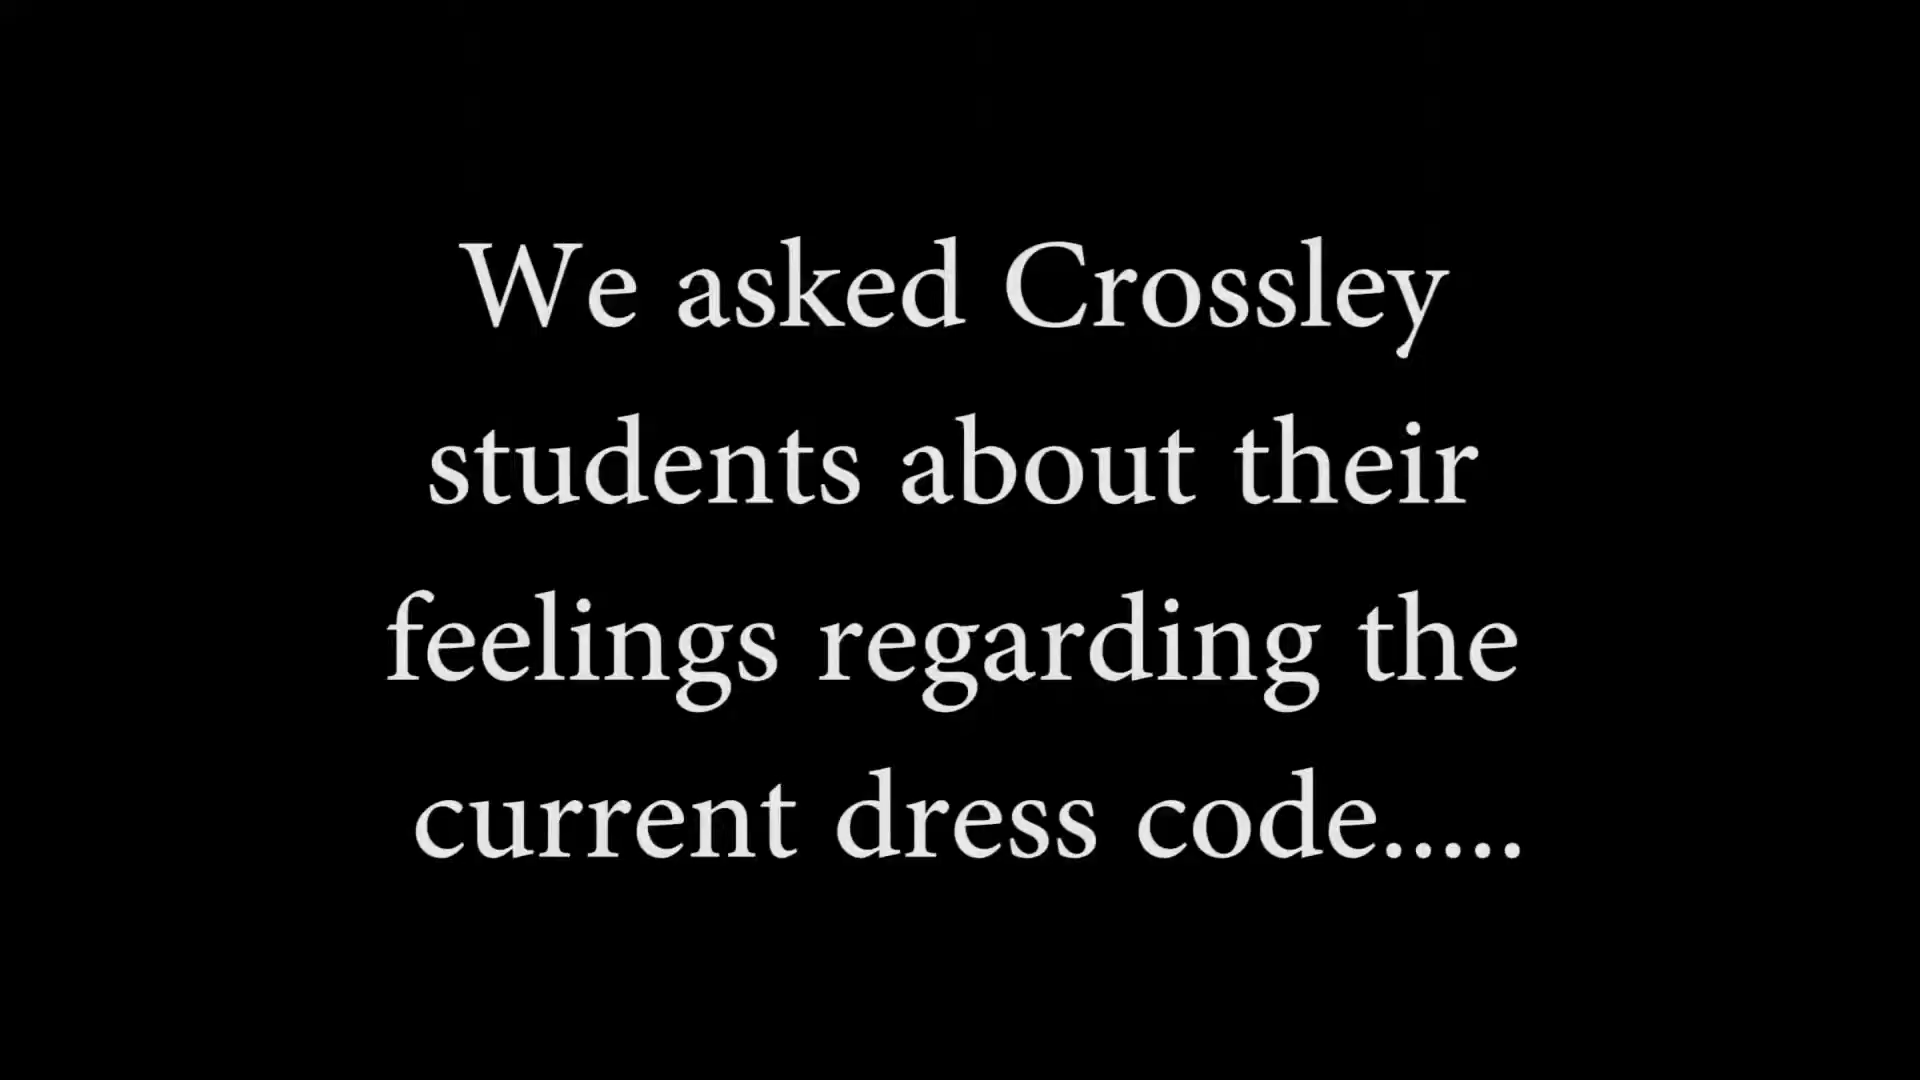 We asked Crossley
students about their
feelings regarding the
current dress code.....